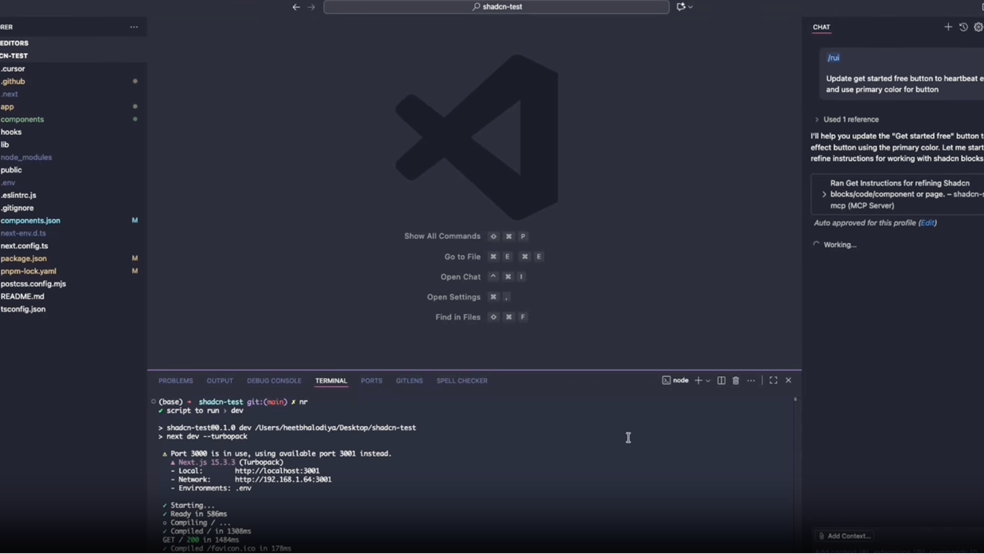 shadcn-test
RER
EDITORS
CN-TEST
.cursor
.github
.next
app
components
hooks
lib
node_modules
public
.env
.eslintrc.js
.gitignore
components.json M
next-env.d.ts
next.config.ts
package.json M
pnpm-lock.yaml M
postcss.config.mjs
README.md
tsconfig.json
Show All Commands ⇧ ⌘ P
Go to File ⌘ E ⌘ E
Open Chat ^ ⌘ I
Open Settings ⌘ ,
Find in Files ⇧ ⌘ F
PROBLEMS OUTPUT DEBUG CONSOLE TERMINAL PORTS GITLENS SPELL CHECKER
node
(base) → shadcn-test git:(main) ✗ nr
✓ script to run › dev
> shadcn-test@0.1.0 dev /Users/heetbhalodiya/Desktop/shadcn-test
> next dev --turbopack
⚠ Port 3000 is in use, using available port 3001 instead.
▲ Next.js 15.3.3 (Turbopack)
- Local: http://localhost:3001
- Network: http://192.168.1.64:3001
- Environments: .env
✓ Starting...
✓ Ready in 586ms
○ Compiling / ...
✓ Compiled / in 1308ms
GET / 200 in 1484ms
✓ Compiled /favicon.ico in 178ms
CHAT
/rui
Update get started free button to heartbeat e
and use primary color for button
Used 1 reference
I'll help you update the "Get started free" button t
effect button using the primary color. Let me start
refine instructions for working with shadcn blocks
Ran Get Instructions for refining Shadcn
blocks/code/component or page. – shadcn-s
mcp (MCP Server)
Auto approved for this profile (Edit)
Working...
Add Context...